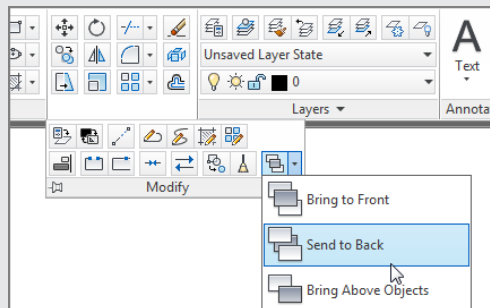 Unsaved Layer State
Text
0
Layers
Annota
Modify
Bring to Front
Send to Back
Bring Above Objects